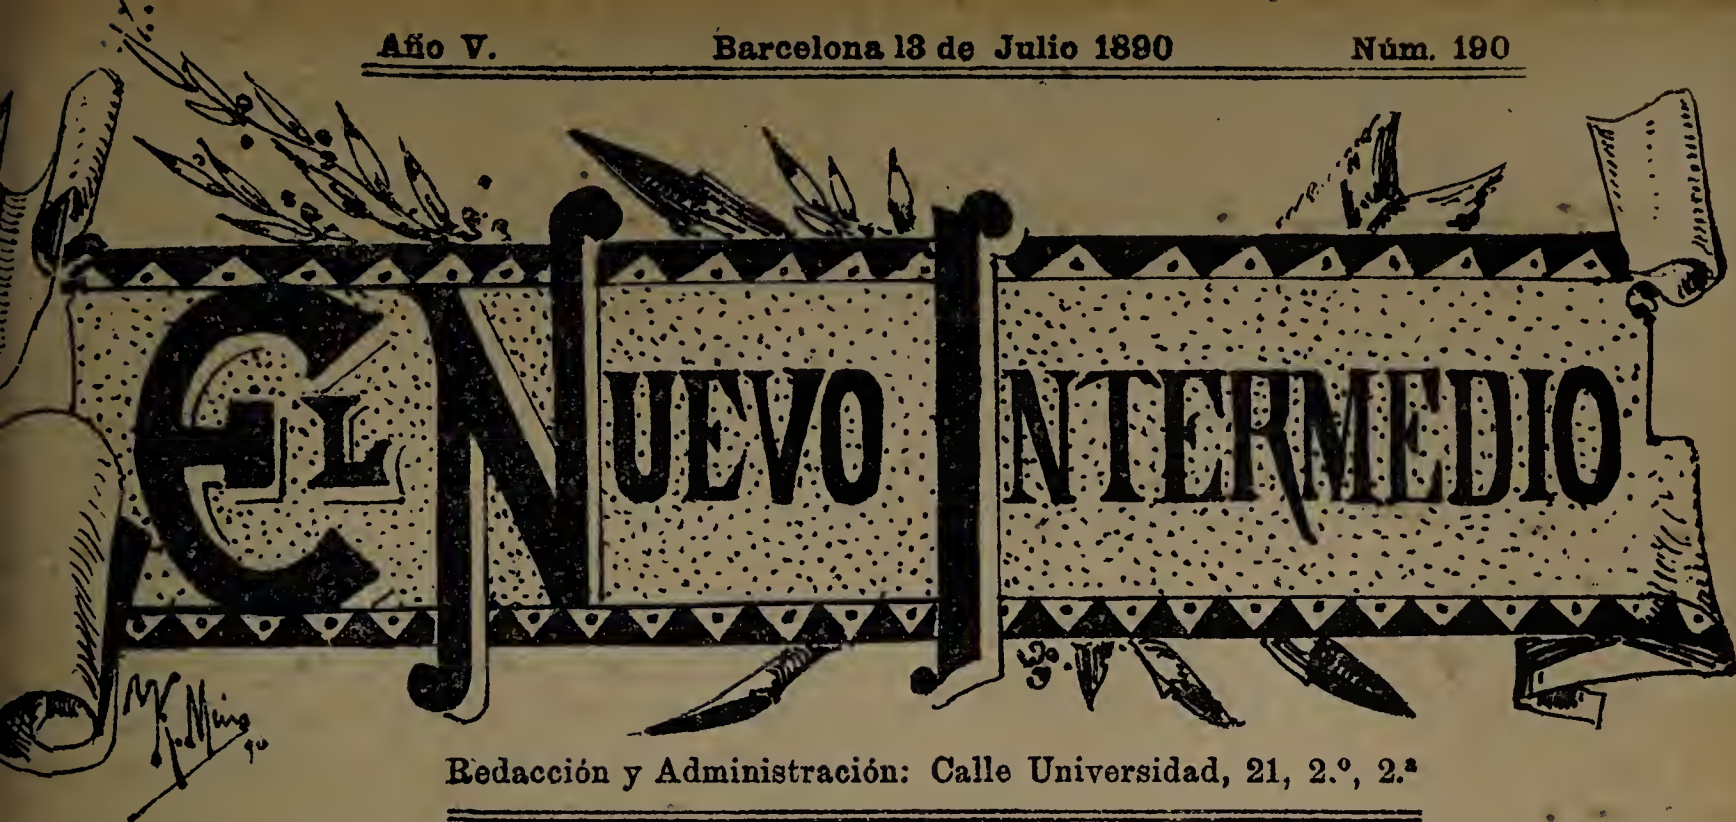 Año V. Barcelona 13 de Julio 1890 Núm. 190
EL NUEVO INTERMEDIO
Redacción y Administración: Calle Universidad, 21, 2.º, 2.ª